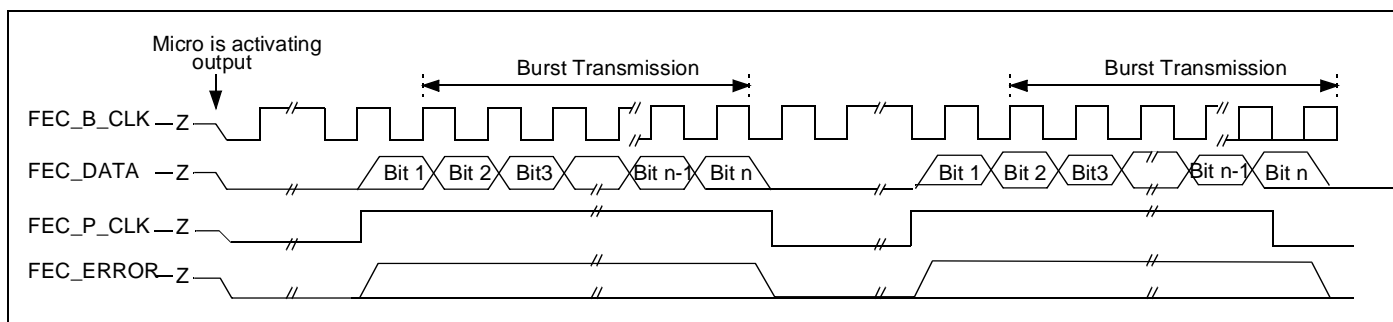 Micro is activating
output
Burst Transmission
Burst Transmission
FEC_B_CLK Z
FEC_DATA Z Bit 1 Bit 2 Bit3 Bit n-1 Bit n Bit 1 Bit 2 Bit3 Bit n-1 Bit n
FEC_P_CLK Z
FEC_ERROR Z